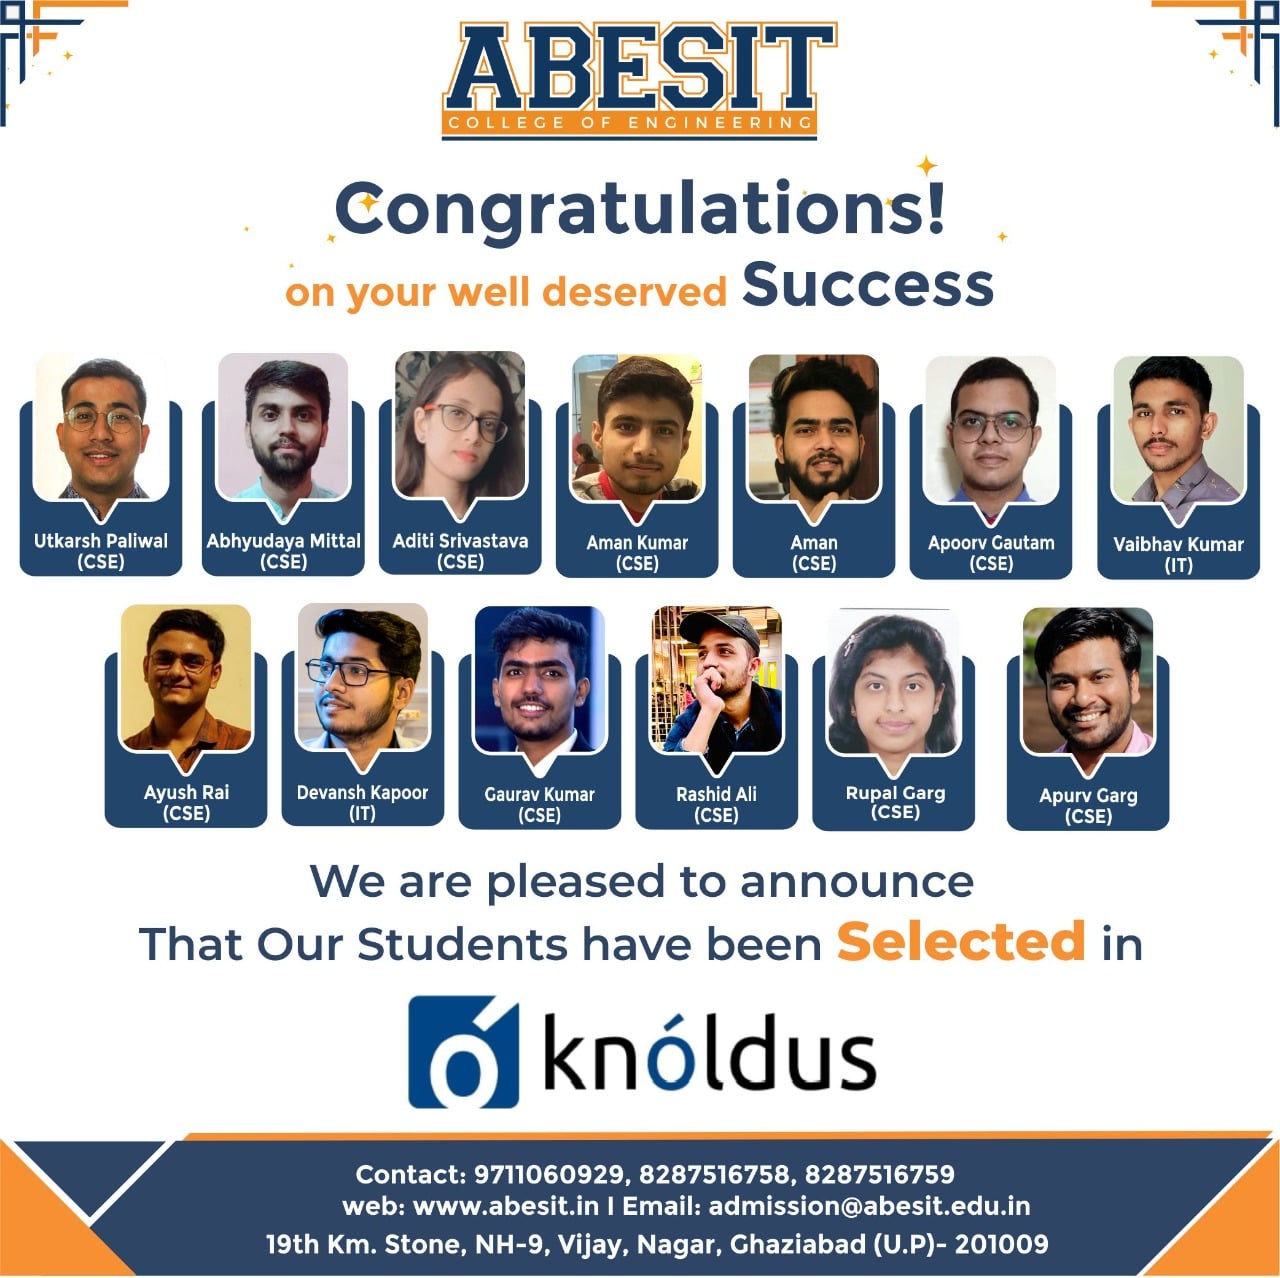 ABESIT
COLLEGE OF ENGINEERING
Congratulations!
on your well deserved Success
Utkarsh Paliwal
(CSE)
Abhyudaya Mittal
(CSE)
Aditi Srivastava
(CSE)
Aman Kumar
(CSE)
Aman
(CSE)
Apoorv Gautam
(CSE)
Vaibhav Kumar
(IT)
Ayush Rai
(CSE)
Devansh Kapoor
(IT)
Gaurav Kumar
(CSE)
Rashid Ali
(CSE)
Rupal Garg
(CSE)
Apurv Garg
(CSE)
We are pleased to announce
That Our Students have been Selected in
knóldus
Contact: 9711060929, 8287516758, 8287516759
web: www.abesit.in I Email: admission@abesit.edu.in
19th Km. Stone, NH-9, Vijay, Nagar, Ghaziabad (U.P)- 201009